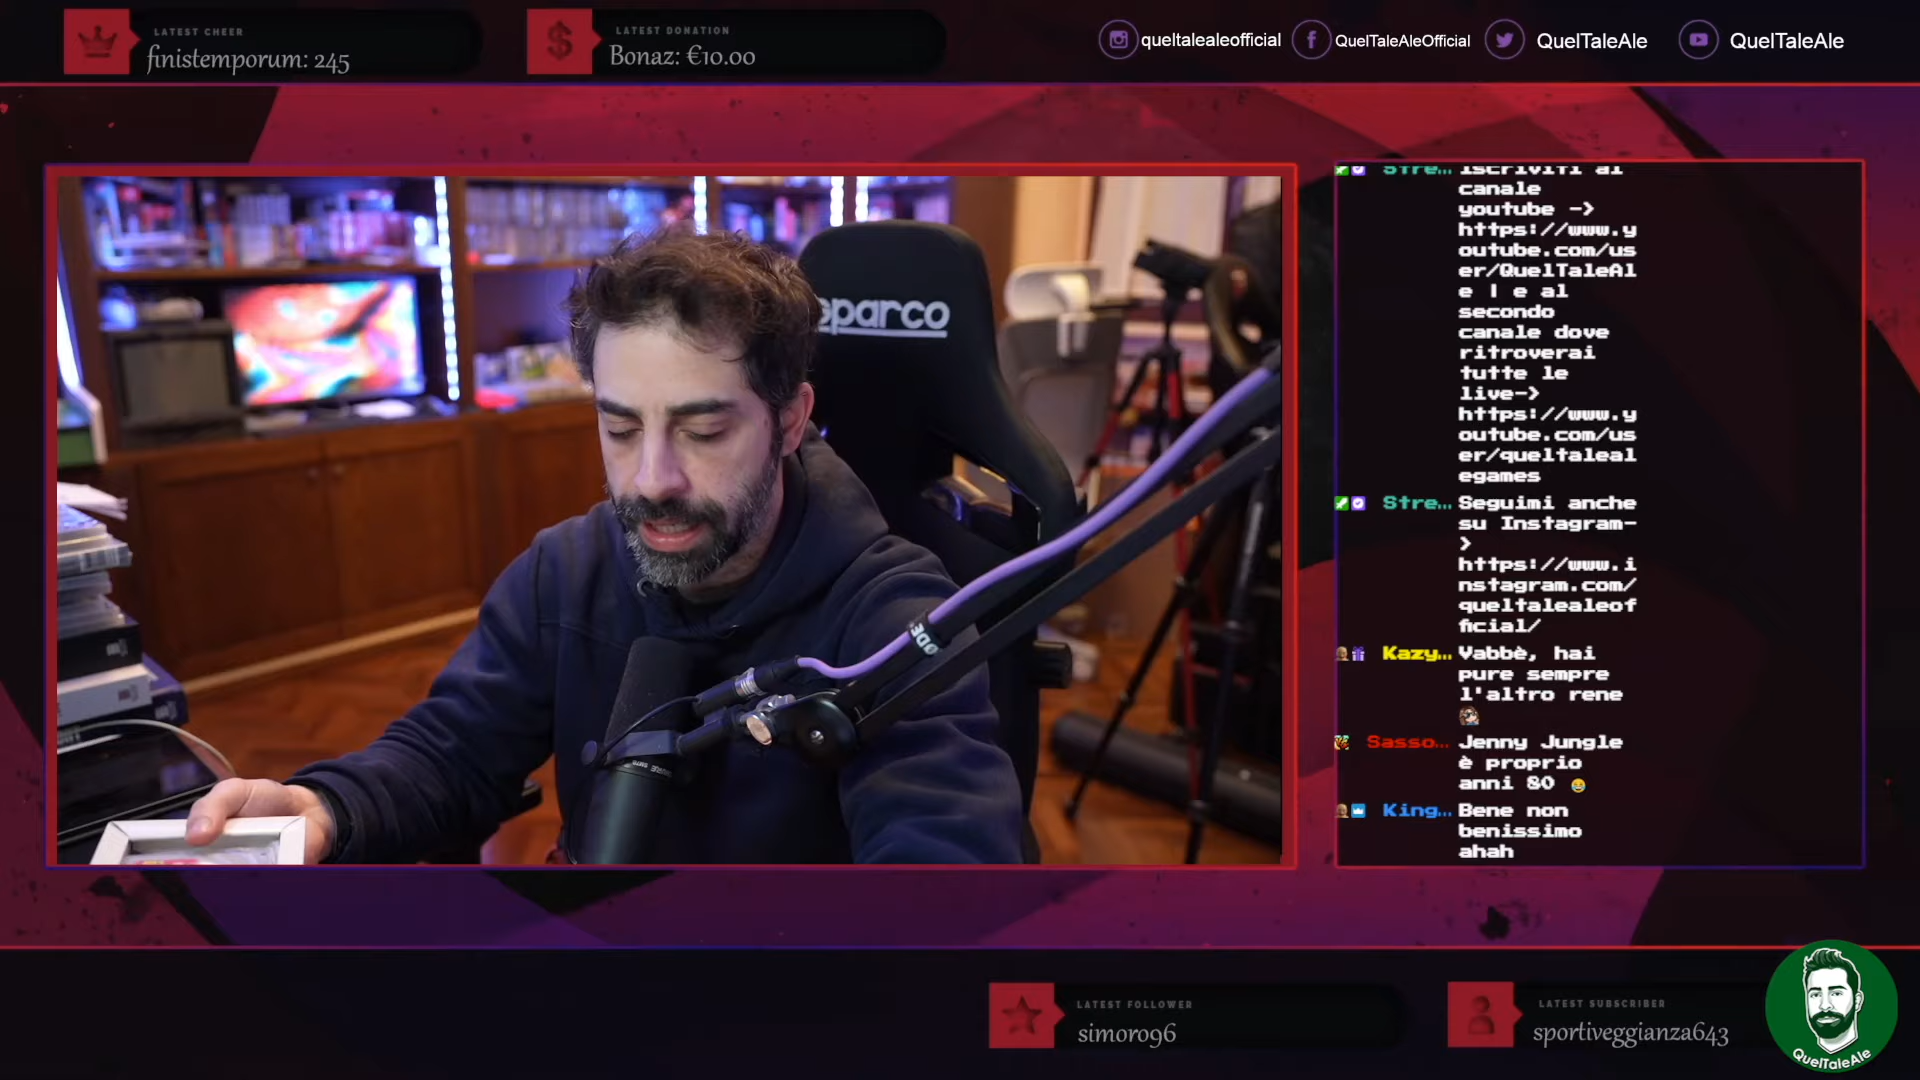 LATEST CHEER
finistemporum: 245
LATEST DONATION
Bonaz: €10.00
queltalealeofficial
QuelTaleAleOfficial
QuelTaleAle
QuelTaleAle
sparco
Stre... Iscriviti al
canale
youtube ->
https://www.y
outube.com/us
er/QuelTaleAl
e | e al
secondo
canale dove
ritroverai
tutte le
live->
https://www.y
outube.com/us
er/queltaleal
egames
Stre... Seguimi anche
su Instagram-
>
https://www.i
nstagram.com/
queltalealeof
ficial/
Kazy... Vabbè, hai
pure sempre
l'altro rene
Sasso... Jenny Jungle
è proprio
anni 80
King... Bene non
benissimo
ahah
LATEST FOLLOWER
simoro96
LATEST SUBSCRIBER
sportiveggianza643
QuelTaleAle